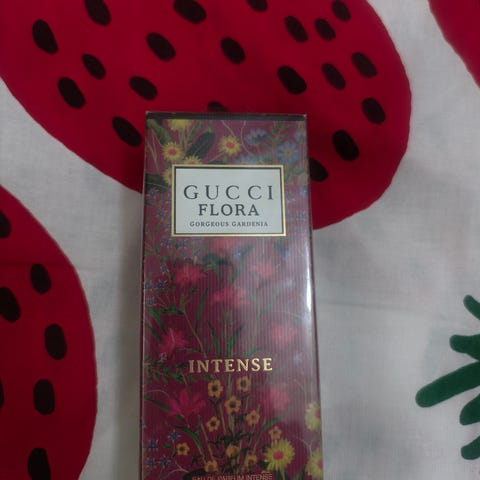 GUCCI
FLORA
GORGEOUS GARDENIA
INTENSE
EAU DE PARFUM INTENSE